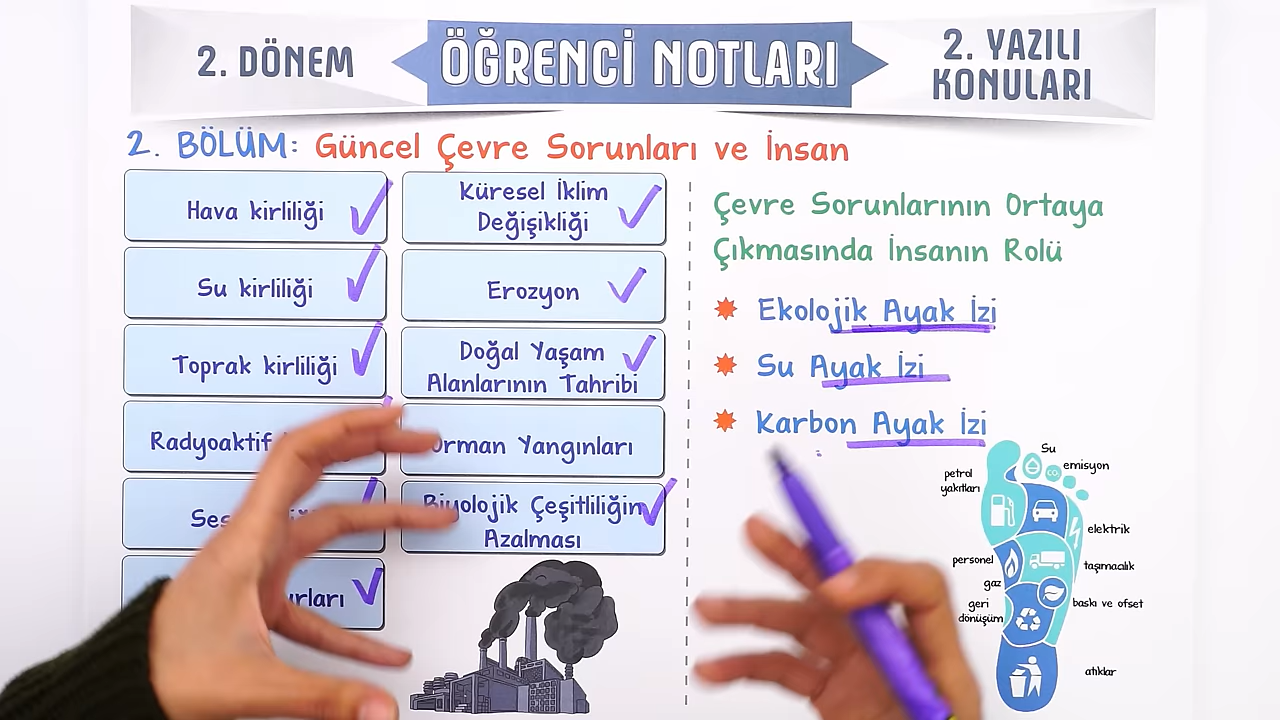 2. DÖNEM
ÖĞRENCİ NOTLARI
2. YAZILI
KONULARI
2. BÖLÜM: Güncel Çevre Sorunları ve İnsan
Hava kirliliği
Su kirliliği
Toprak kirliliği
Radyoaktif
Ses
Küresel İklim
Değişikliği
Erozyon
Doğal Yaşam
Alanlarının Tahribi
Orman Yangınları
Biyolojik Çeşitliliğin
Azalması
Çevre Sorunlarının Ortaya
Çıkmasında İnsanın Rolü
Ekolojik Ayak İzi
Su Ayak İzi
Karbon Ayak İzi
Su
emisyon
CO₂
petrol
yakıtları
elektrik
personel
taşımacılık
gaz
geri
dönüşüm
baskı ve ofset
atıklar